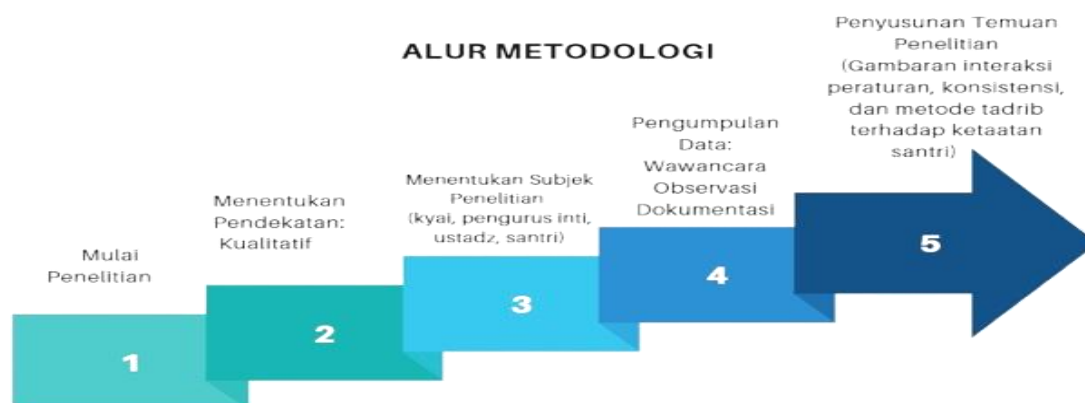 ALUR METODOLOGI
Mulai
Penelitian
1
Menentukan
Pendekatan:
Kualitatif
2
Menentukan Subjek
Penelitian
(kyai, pengurus inti,
ustadz, santri)
3
Pengumpulan
Data:
Wawancara
Observasi
Dokumentasi
4
Penyusunan Temuan
Penelitian
(Gambaran interaksi
peraturan, konsistensi,
dan metode tadrib
terhadap ketaatan
santri)
5